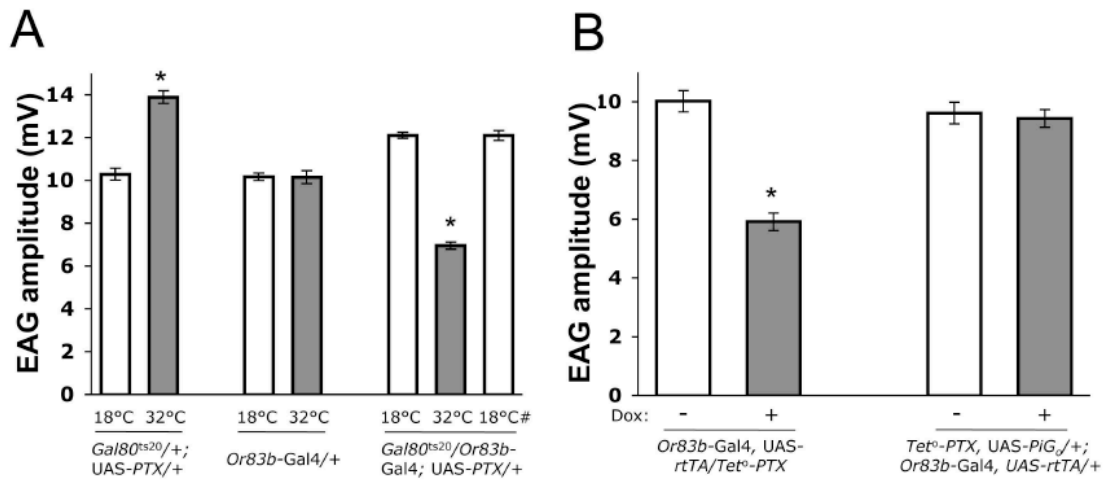 A
EAG amplitude (mV)
14
12
10
8
6
4
2
0
*
*
18°C 32°C 18°C 32°C 18°C 32°C 18°C#
Gal80ts20/+;
UAS-PTX/+
Or83b-Gal4/+
Gal80ts20/Or83b-
Gal4; UAS-PTX/+
B
EAG amplitude (mV)
10
8
6
4
2
0
*
Dox: - + - +
Or83b-Gal4, UAS-
rtTA/Teto-PTX
Teto-PTX, UAS-PiGo/+;
Or83b-Gal4, UAS-rtTA/+